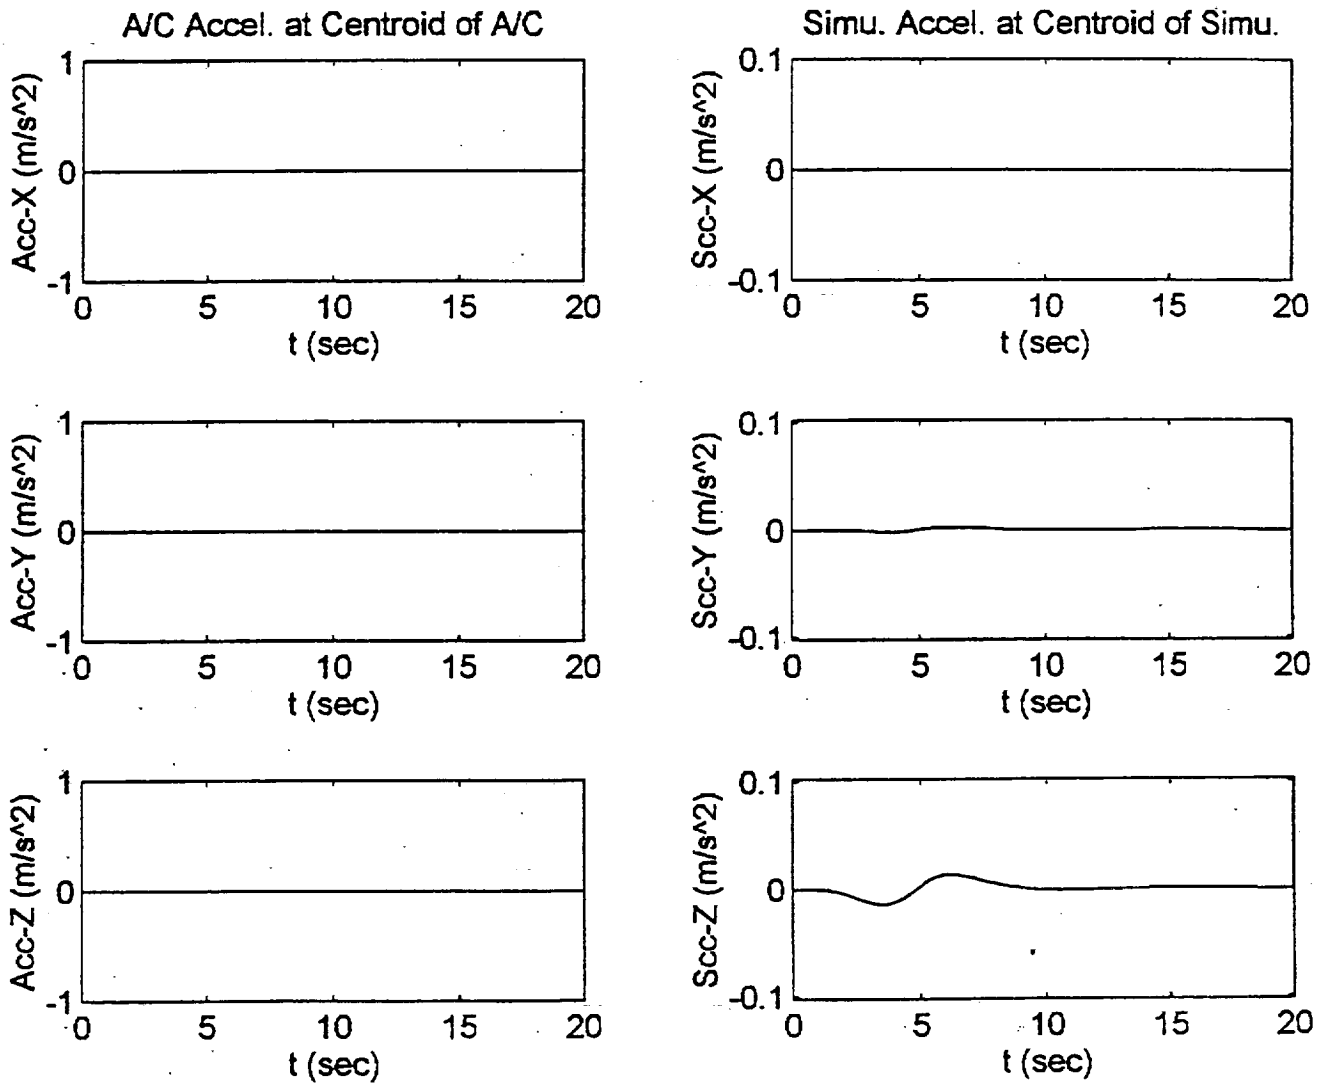 A/C Accel. at Centroid of A/C
1
0
-1
Acc-X (m/s^2)
0 5 10 15 20
t (sec)
Simu. Accel. at Centroid of Simu.
0.1
0
-0.1
Scc-X (m/s^2)
0 5 10 15 20
t (sec)
1
0
-1
Acc-Y (m/s^2)
0 5 10 15 20
t (sec)
0.1
0
-0.1
Scc-Y (m/s^2)
0 5 10 15 20
t (sec)
1
0
-1
Acc-Z (m/s^2)
0 5 10 15 20
t (sec)
0.1
0
-0.1
Scc-Z (m/s^2)
0 5 10 15 20
t (sec)